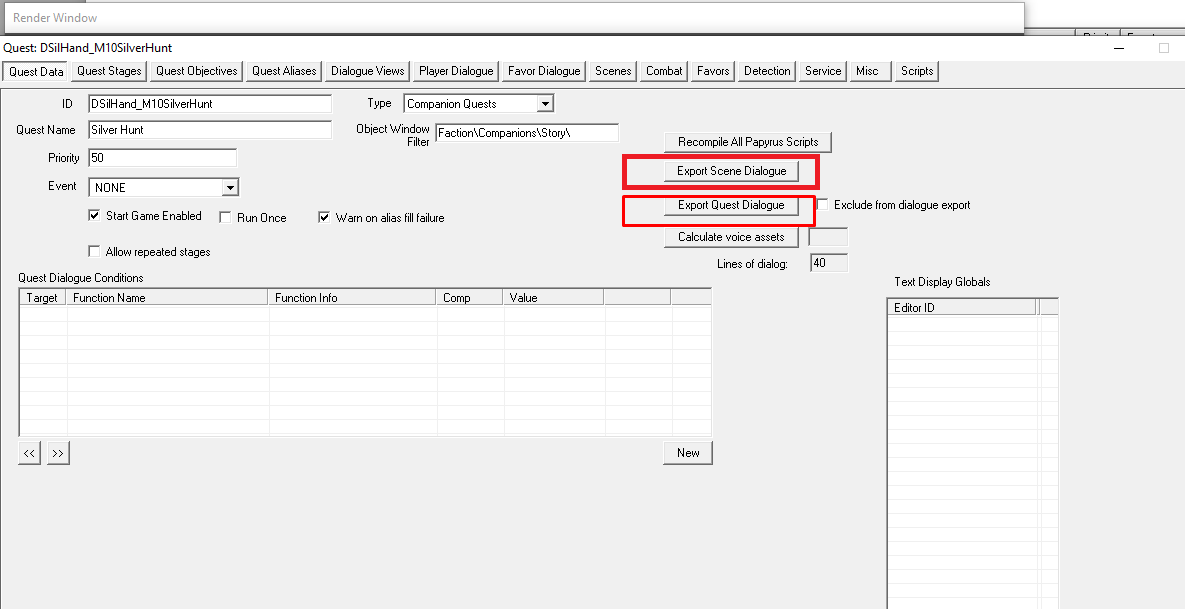 Render Window
Quest: DSilHand_M10SilverHunt
Quest Data Quest Stages Quest Objectives Quest Aliases Dialogue Views Player Dialogue Favor Dialogue Scenes Combat Favors Detection Service Misc Scripts
ID DSilHand_M10SilverHunt Type Companion Quests
Quest Name Silver Hunt Object Window Filter Faction\Companions\Story\
Recompile All Papyrus Scripts
Priority 50
Export Scene Dialogue
Event NONE
Export Quest Dialogue Exclude from dialogue export
Start Game Enabled Run Once Warn on alias fill failure
Calculate voice assets
Allow repeated stages
Lines of dialog: 40
Quest Dialogue Conditions
Text Display Globals
Target Function Name Function Info Comp Value
Editor ID
<< >> New